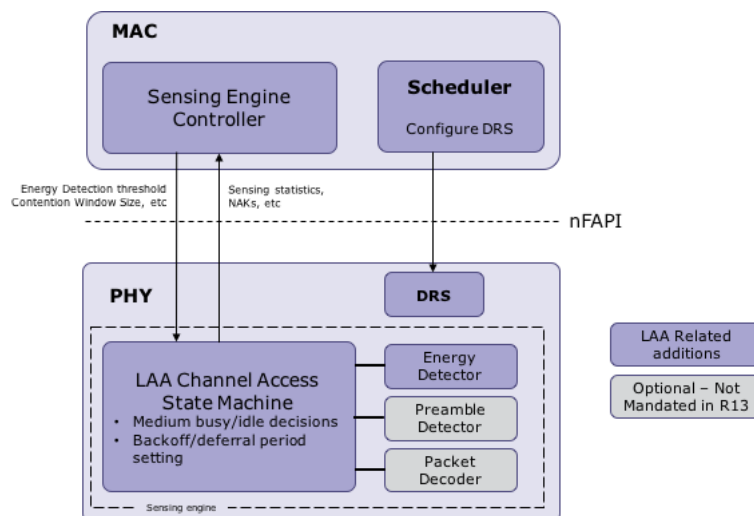 MAC
Sensing Engine
Controller
Scheduler
Configure DRS
Energy Detection threshold
Contention Window Size, etc
Sensing statistics,
NAKs, etc
nFAPI
PHY
DRS
LAA Channel Access
State Machine
• Medium busy/idle decisions
• Backoff/deferral period
setting
Energy
Detector
Preamble
Detector
Packet
Decoder
Sensing engine
LAA Related
additions
Optional – Not
Mandated in R13